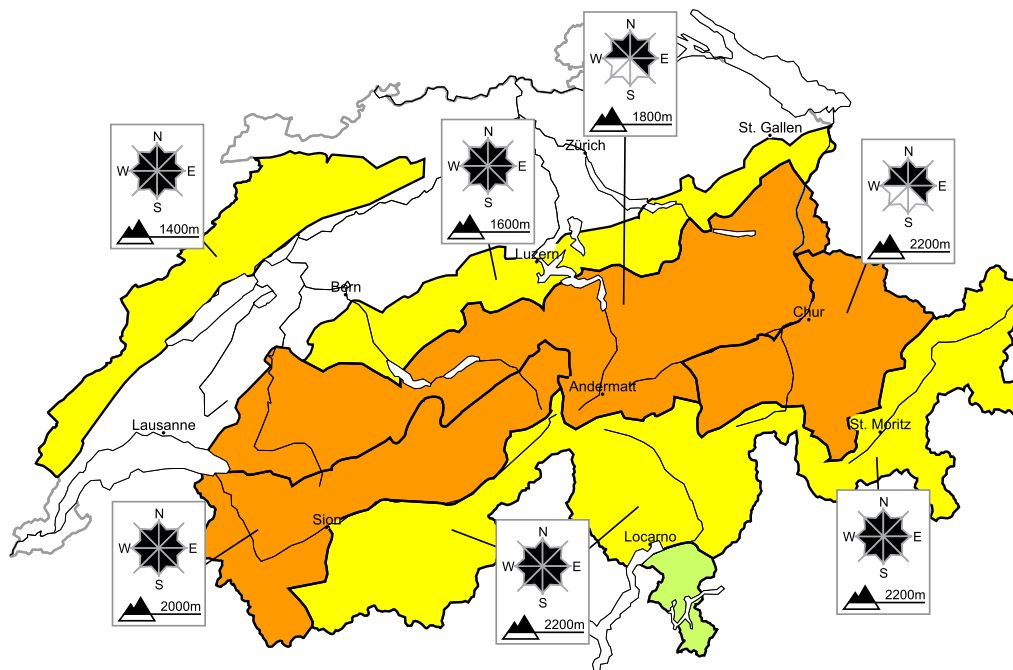 N
W E
S
1800m
St. Gallen
Zürich
N
W E
S
1400m
N
W E
S
1600m
N
W E
S
2200m
Luzern
Bern
Chur
Andermatt
Lausanne
St. Moritz
Sion
Locarno
N
W E
S
2000m
N
W E
S
2200m
N
W E
S
2200m